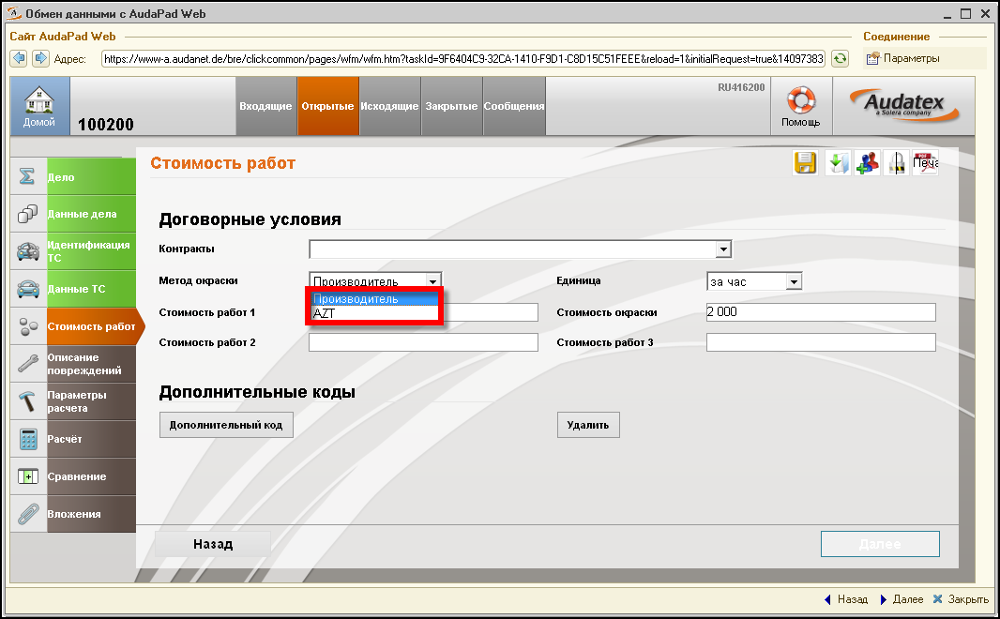 Обмен данными с AudaPad Web
Сайт AudaPad Web
Соединение
Адрес:
https://www-a.audanet.de/bre/clickcommon/pages/wfm/wfm.htm?taskId=9F6404C9-32CA-1410-F9D1-C8D15C51FEEE&reload=1&initialRequest=true&14097383
Параметры
Домой
100200
Входящие
Открытые
Исходящие
Закрытые
Сообщения
RU416200
Помощь
Audatex
a Solera company
Дело
Данные дела
Идентификация
ТС
Данные ТС
Стоимость работ
Описание
повреждений
Параметры
расчета
Расчёт
Сравнение
Вложения
Стоимость работ
PDF
Печа
Договорные условия
Контракты
Метод окраски
Производитель
Единица
за час
Производитель
AZT
Стоимость работ 1
Стоимость окраски
2 000
Стоимость работ 2
Стоимость работ 3
Дополнительные коды
Дополнительный код
Удалить
Назад
Далее
Назад
Далее
Закрыть